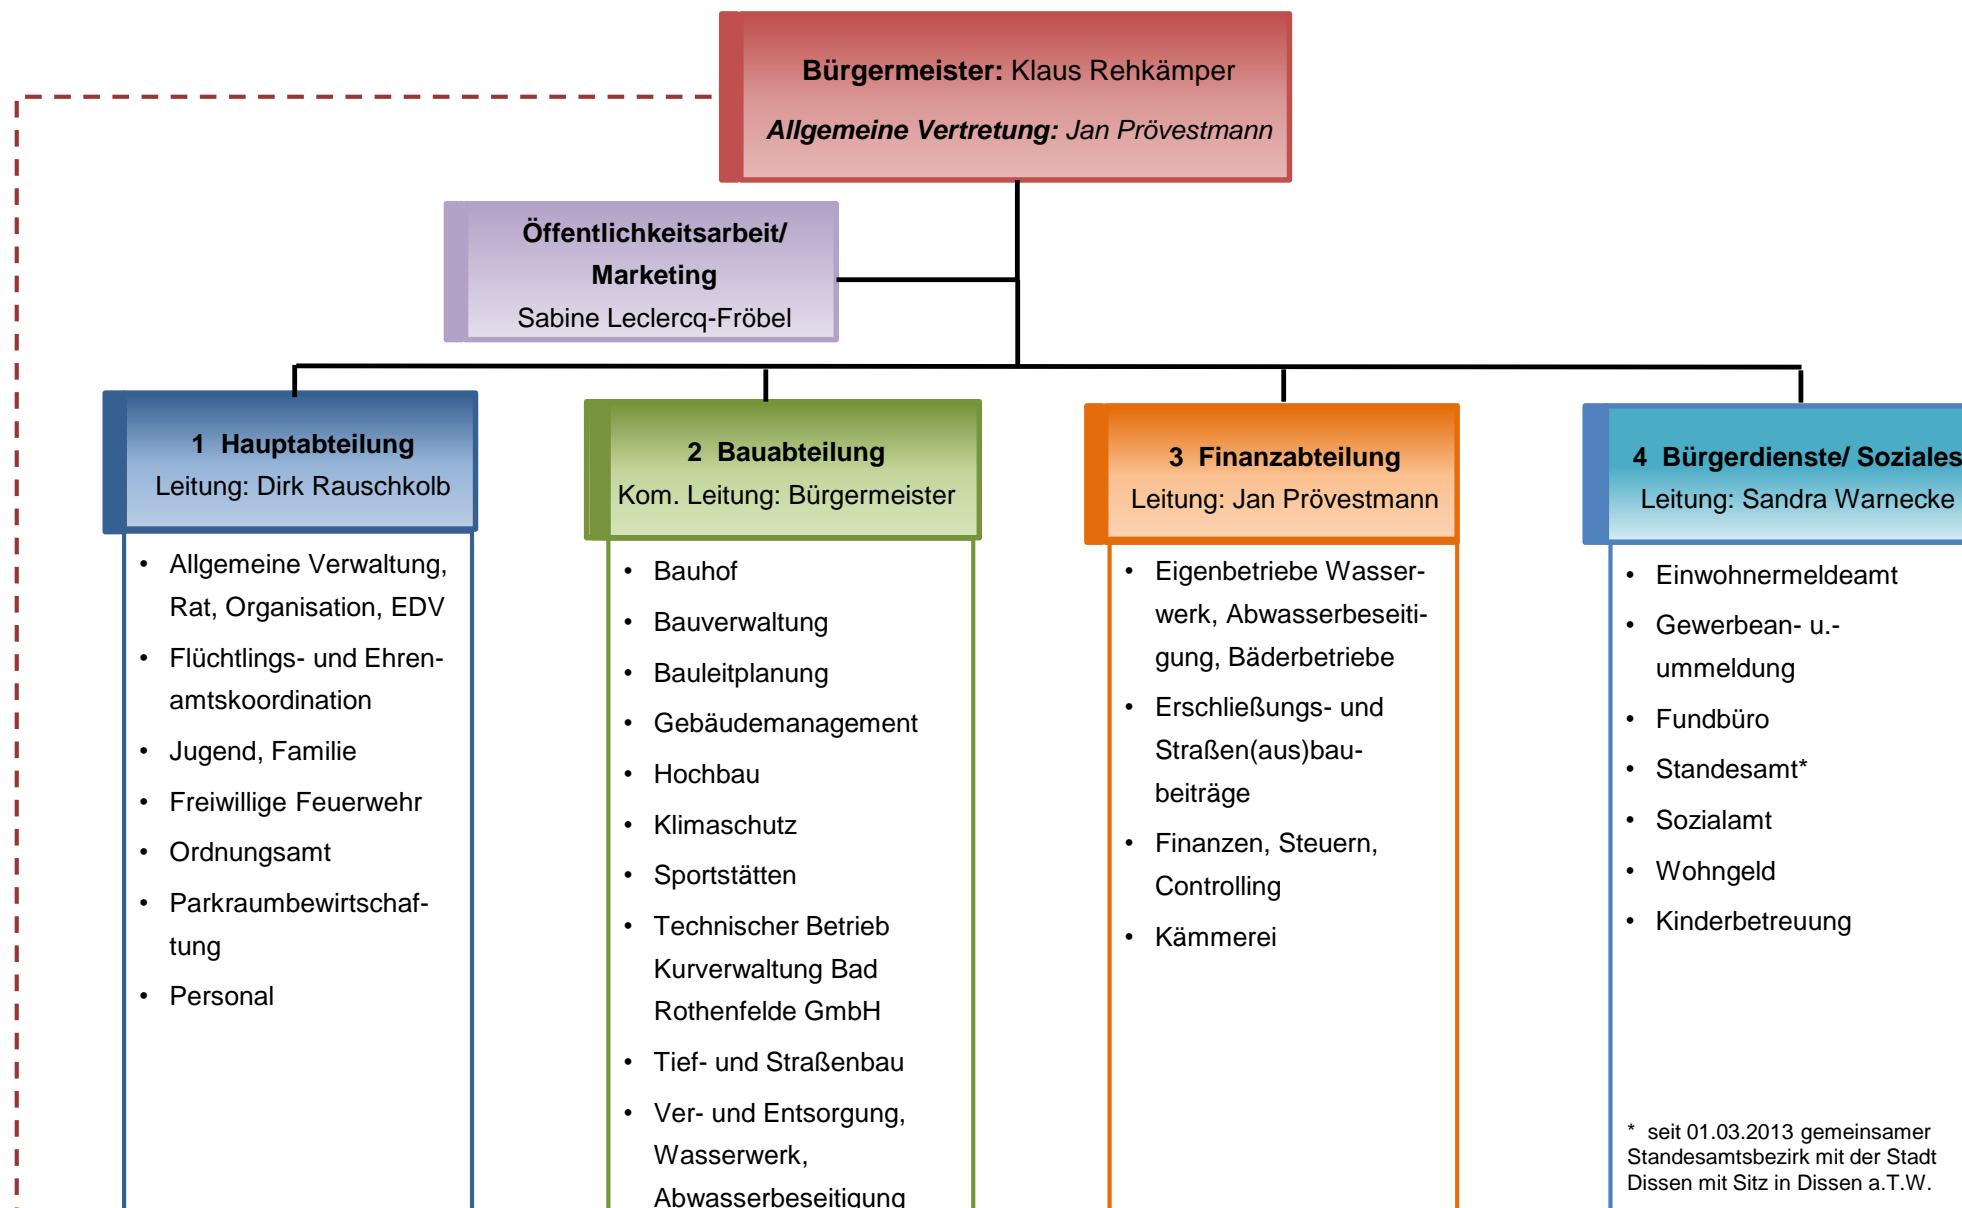 Bürgermeister: Klaus Rehkämper
Allgemeine Vertretung: Jan Prövestmann
Öffentlichkeitsarbeit/
Marketing
Sabine Leclercq-Fröbel
1 Hauptabteilung
Leitung: Dirk Rauschkolb
• Allgemeine Verwaltung,
Rat, Organisation, EDV
• Flüchtlings- und Ehren-
amtskoordination
• Jugend, Familie
• Freiwillige Feuerwehr
• Ordnungsamt
• Parkraumbewirtschaf-
tung
• Personal
2 Bauabteilung
Kom. Leitung: Bürgermeister
• Bauhof
• Bauverwaltung
• Bauleitplanung
• Gebäudemanagement
• Hochbau
• Klimaschutz
• Sportstätten
• Technischer Betrieb
Kurverwaltung Bad
Rothenfelde GmbH
• Tief- und Straßenbau
• Ver- und Entsorgung,
Wasserwerk,
Abwasserbeseitigung
3 Finanzabteilung
Leitung: Jan Prövestmann
• Eigenbetriebe Wasser-
werk, Abwasserbeseiti-
gung, Bäderbetriebe
• Erschließungs- und
Straßen(aus)bau-
beiträge
• Finanzen, Steuern,
Controlling
• Kämmerei
4 Bürgerdienste/ Soziales
Leitung: Sandra Warnecke
• Einwohnermeldeamt
• Gewerbean- u.-
ummeldung
• Fundbüro
• Standesamt*
• Sozialamt
• Wohngeld
• Kinderbetreuung
* seit 01.03.2013 gemeinsamer
Standesamtsbezirk mit der Stadt
Dissen mit Sitz in Dissen a.T.W.